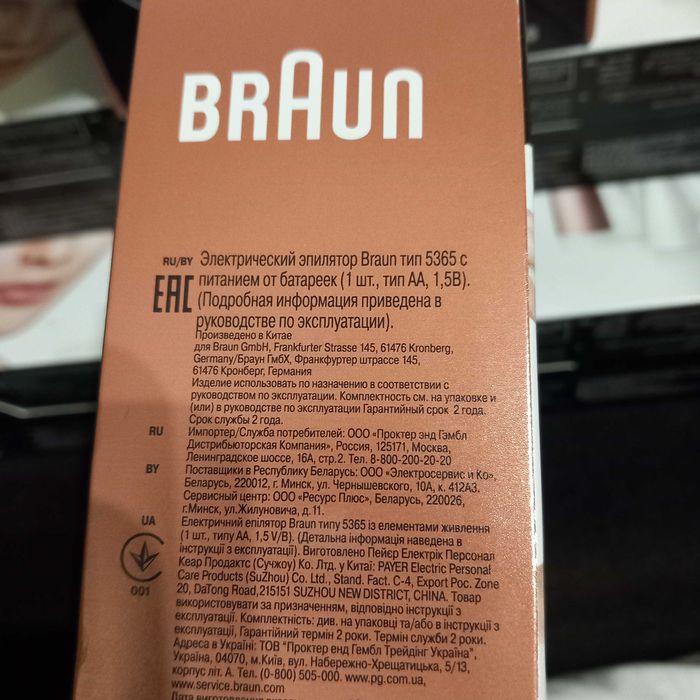 BRAUN
RU/BY Электрический эпилятор Braun тип 5365 с
питанием от батареек (1 шт., тип АА, 1,5В).
EAC (Подробная информация приведена в
руководстве по эксплуатации).
Произведено в Китае
для Braun GmbH, Frankfurter Strasse 145, 61476 Kronberg,
Germany/Браун ГмбХ, Франкфуртер штрассе 145,
61476 Кронберг, Германия
Изделие использовать по назначению в соответствии с
руководством по эксплуатации. Комплектность см. на упаковке и
(или) в руководстве по эксплуатации Гарантийный срок 2 года.
Срок службы 2 года.
RU Импортер/Служба потребителей: ООО «Проктер энд Гэмбл
Дистрибьюторская Компания», Россия, 125171, Москва,
Ленинградское шоссе, 16А, стр.2. Тел. 8-800-200-20-20
BY Поставщики в Республику Беларусь: ООО «Электросервис и Ко»,
Беларусь, 220012, г. Минск, ул. Чернышевского, 10А, к. 412А3.
Сервисный центр: ООО «Ресурс Плюс», Беларусь, 220026,
г.Минск, ул.Жилуновича, д.11.
UA Електричний епілятор Braun типу 5365 із елементами живлення
(1 шт., типу АА, 1,5 V/В). (Детальна інформація наведена в
інструкції з експлуатації). Виготовлено Пейєр Електрік Персонал
Кеар Продактс (Сучжоу) Ко. Лтд. у Китаї: PAYER Electric Personal
Care Products (SuZhou) Co. Ltd., Stand. Fact. C-4, Export Poc. Zone
001 20, DaTong Road,215151 SUZHOU NEW DISTRICT, CHINA. Товар
використовувати за призначенням, відповідно інструкції з
експлуатації. Комплектність: див. на упаковці та/або в інструкції з
експлуатації, Гарантійний термін 2 роки. Термін служби 2 роки.
Адреса в Україні: ТОВ "Проктер енд Гембл Трейдінг Україна",
Україна, 04070, м.Київ, вул. Набережно-Хрещатицька, 5/13,
корпус літ. А. Тел. (0-800) 505-000. www.pg.com.ua,
www.service.braun.com
Дата виготовлення